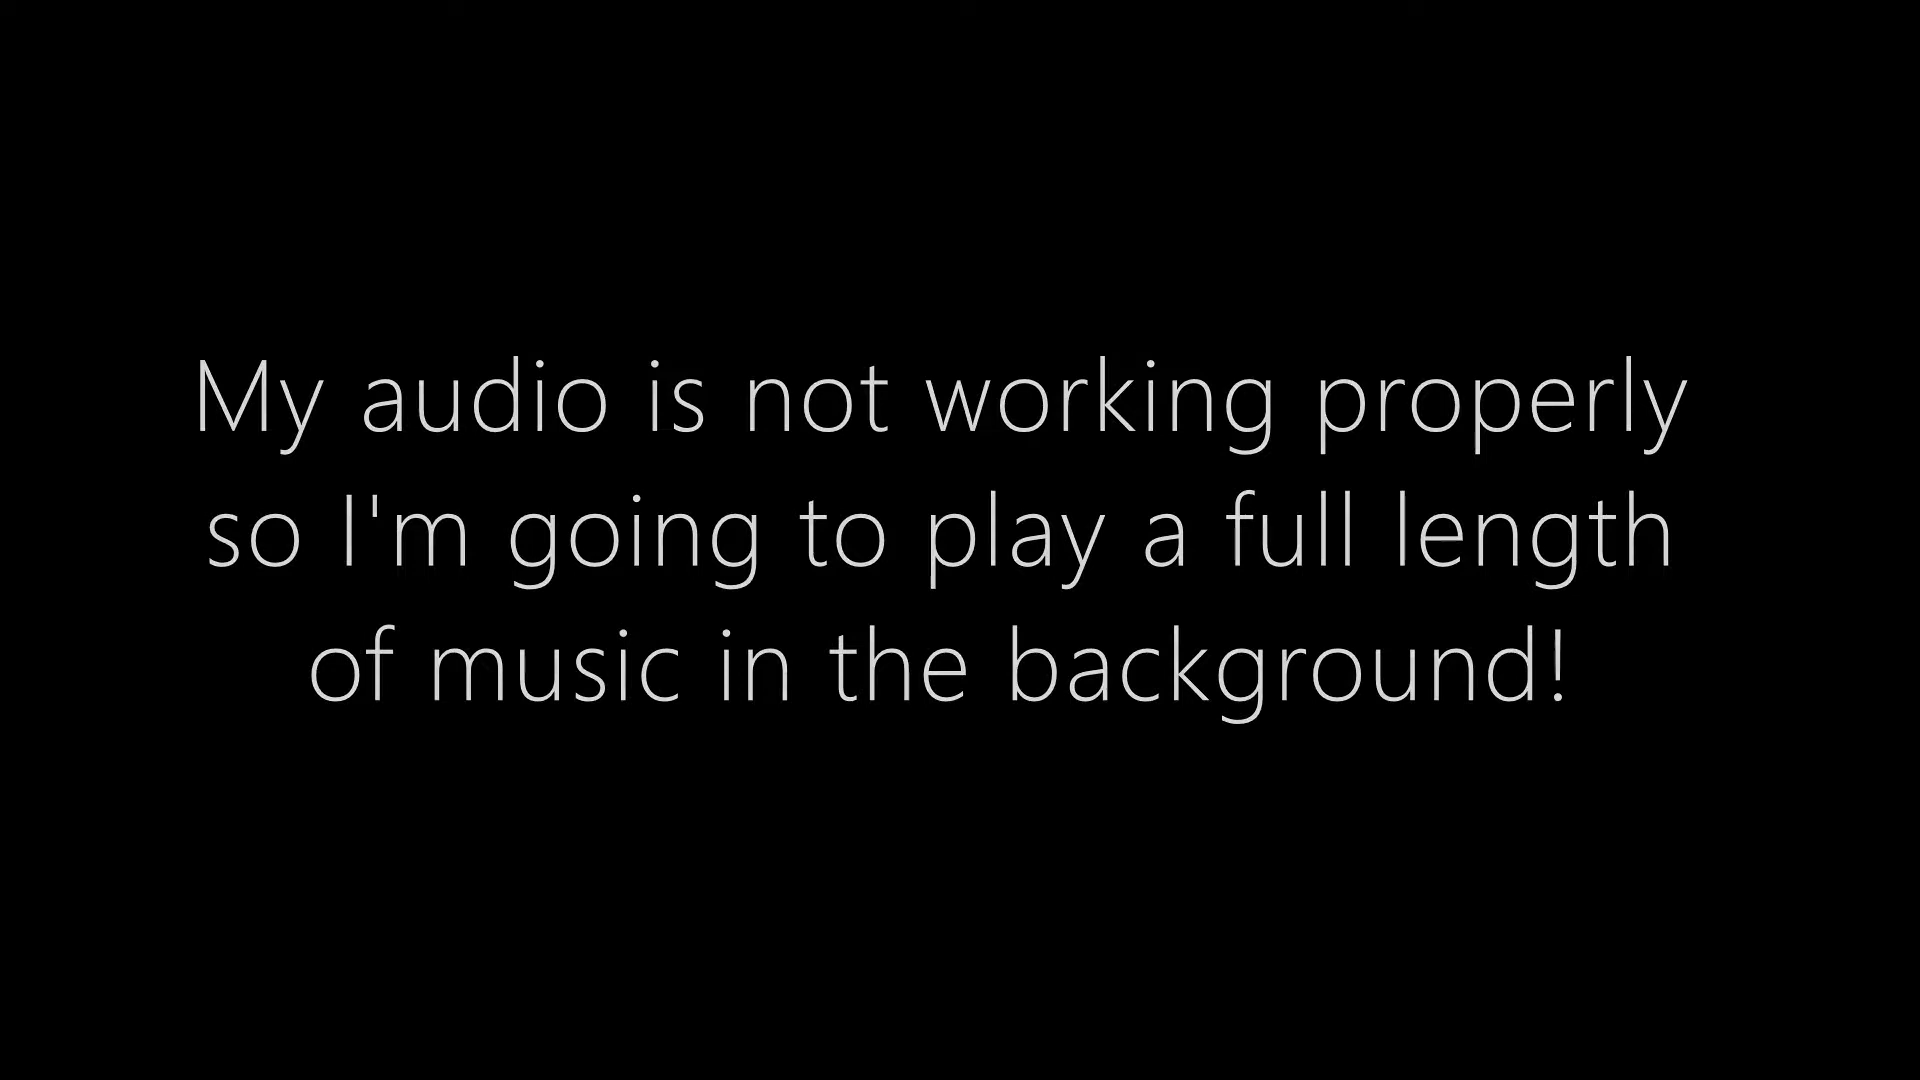 My audio is not working properly
so I'm going to play a full length
of music in the background!